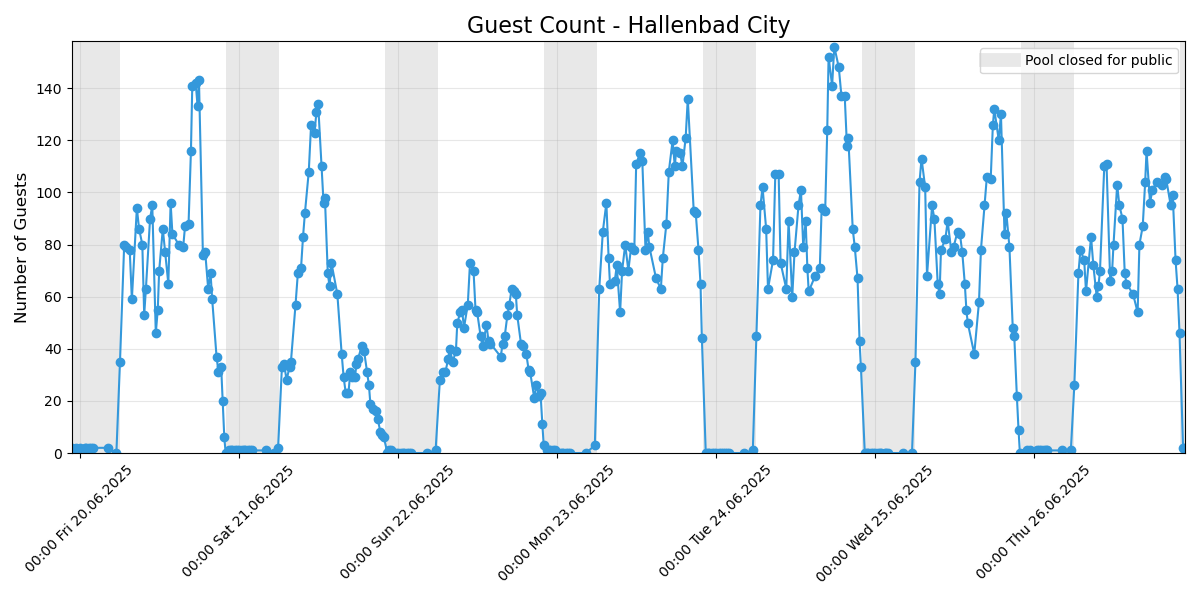 Guest Count - Hallenbad City
Pool closed for public
Number of Guests
140
120
100
80
60
40
20
0
00:00 Fri 20.06.2025
00:00 Sat 21.06.2025
00:00 Sun 22.06.2025
00:00 Mon 23.06.2025
00:00 Tue 24.06.2025
00:00 Wed 25.06.2025
00:00 Thu 26.06.2025